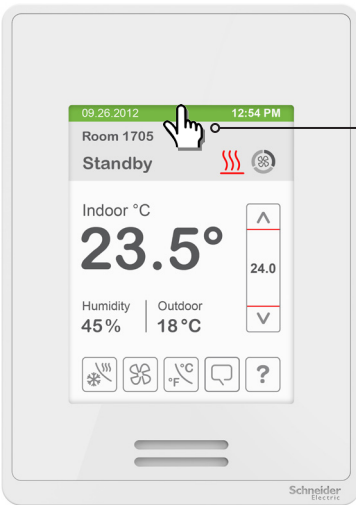 09.26.2012 12:54 PM
Room 1705
Standby
Indoor °C
23.5°
24.0
Humidity Outdoor
45% 18°C
°C
°F
?
Schneider
Electric